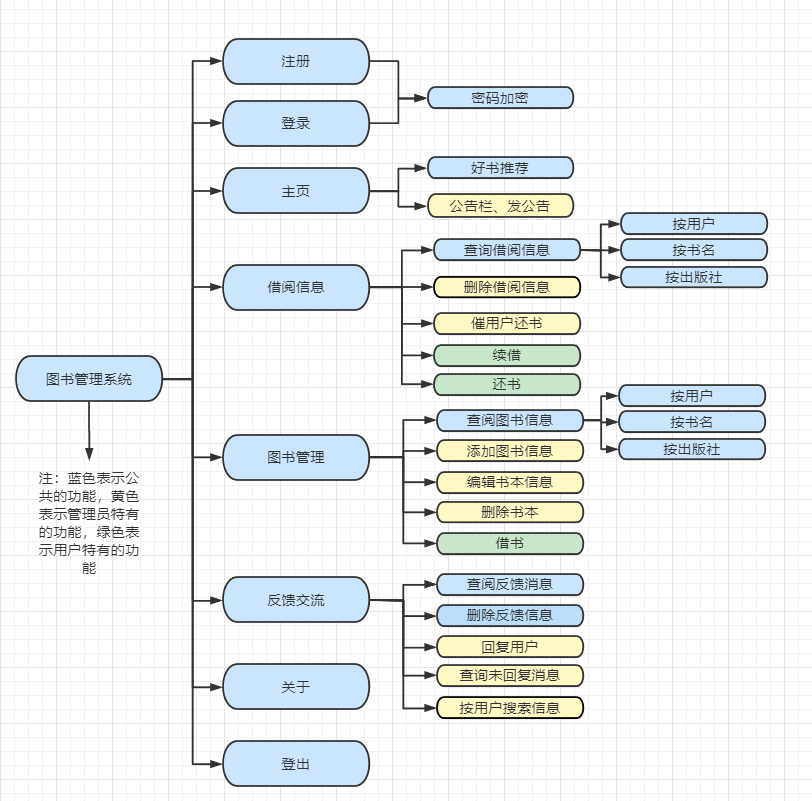 注册
密码加密
登录
主页
好书推荐
公告栏、发公告
借阅信息
查询借阅信息
按用户
按书名
按出版社
删除借阅信息
催用户还书
续借
还书
图书管理系统
注：蓝色表示公
共的功能，黄色
表示管理员特有
的功能，绿色表
示用户特有的功
能
图书管理
查阅图书信息
按用户
按书名
按出版社
添加图书信息
编辑书本信息
删除书本
借书
反馈交流
查阅反馈消息
删除反馈信息
回复用户
查询未回复消息
按用户搜索信息
关于
登出